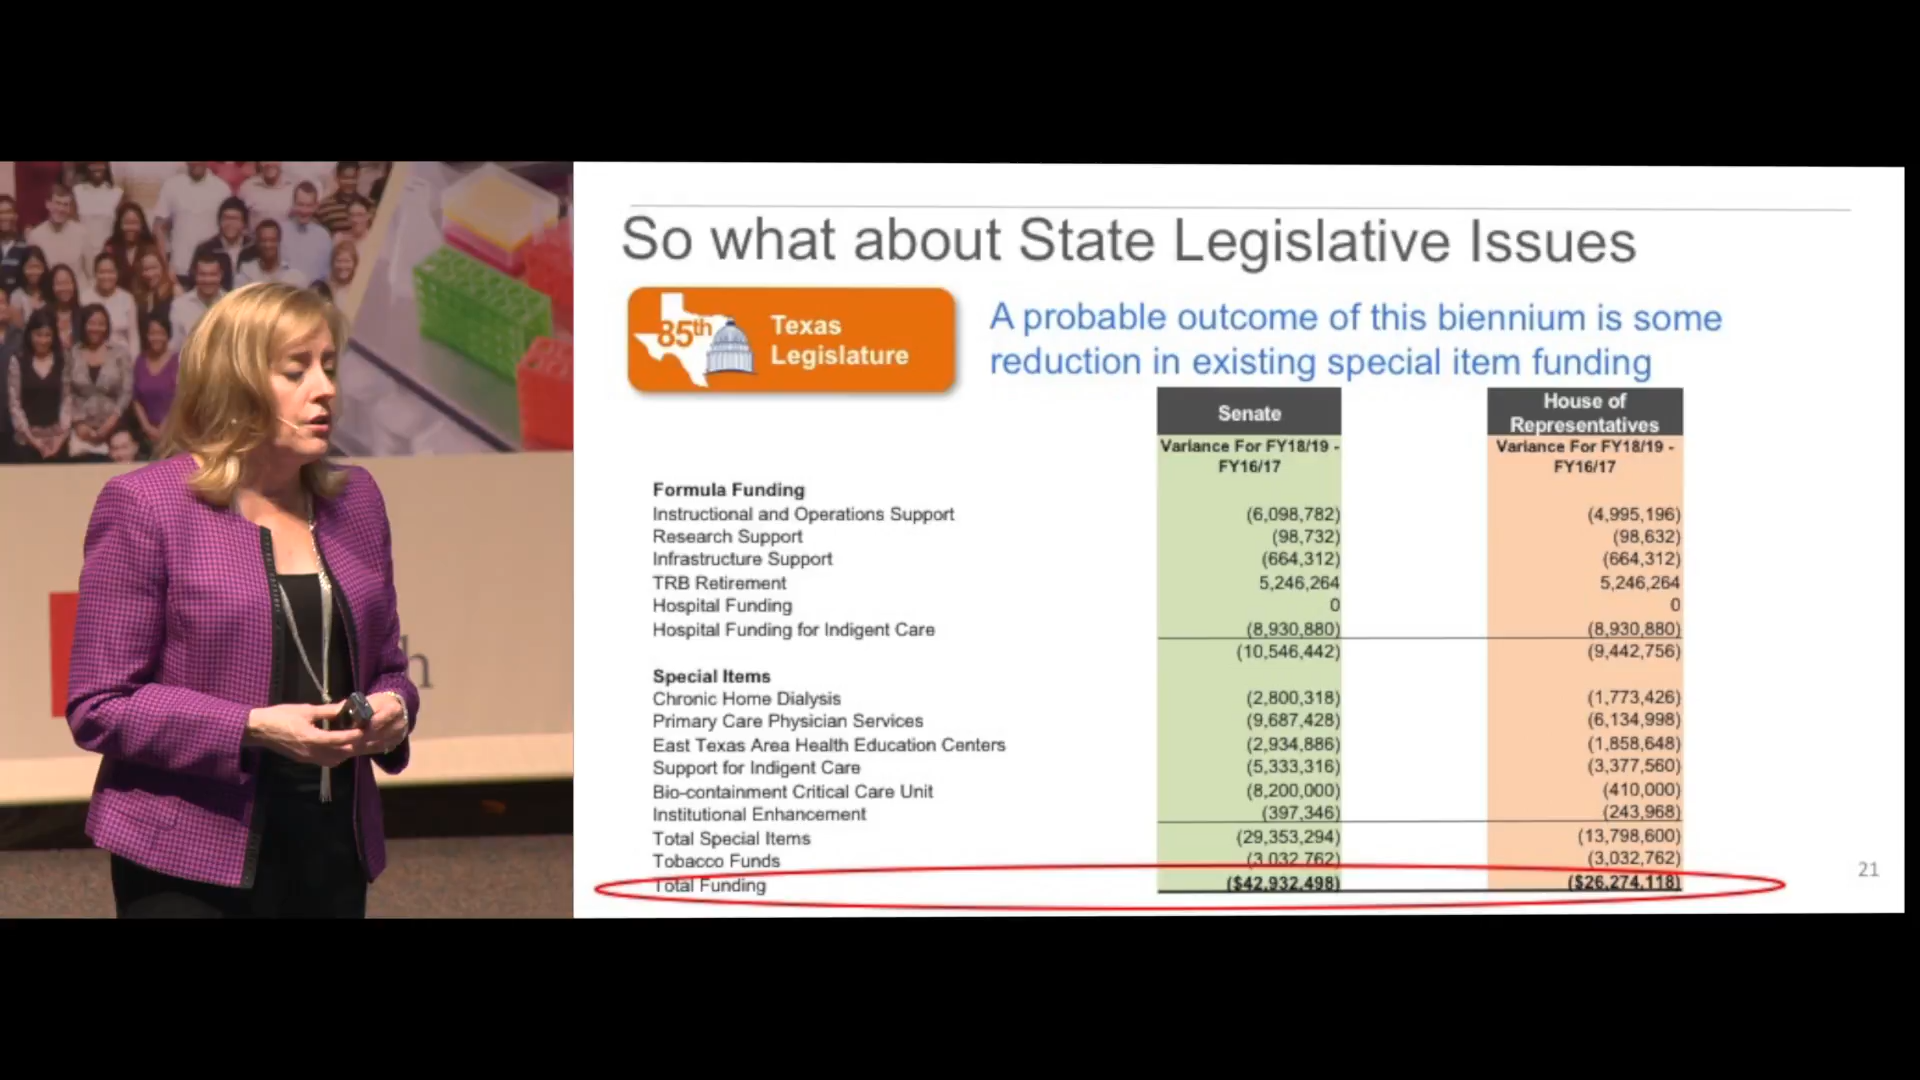 So what about State Legislative Issues
85th
Texas
Legislature
A probable outcome of this biennium is some
reduction in existing special item funding
Senate
House of
Representatives
Variance For FY18/19 -
FY16/17
Variance For FY18/19 -
FY16/17
Formula Funding
Instructional and Operations Support (6,098,782) (4,995,196)
Research Support (98,732) (98,632)
Infrastructure Support (664,312) (664,312)
TRB Retirement 5,246,264 5,246,264
Hospital Funding 0 0
Hospital Funding for Indigent Care (8,930,880) (8,930,880)
(10,546,442) (9,442,756)
Special Items
Chronic Home Dialysis (2,800,318) (1,773,426)
Primary Care Physician Services (9,687,428) (6,134,998)
East Texas Area Health Education Centers (2,934,886) (1,858,648)
Support for Indigent Care (5,333,316) (3,377,560)
Bio-containment Critical Care Unit (8,200,000) (410,000)
Institutional Enhancement (397,346) (243,968)
Total Special Items (29,353,294) (13,798,600)
Tobacco Funds (3,032,762) (3,032,762)
Total Funding ($42,932,498) ($26,274,118)
21
h